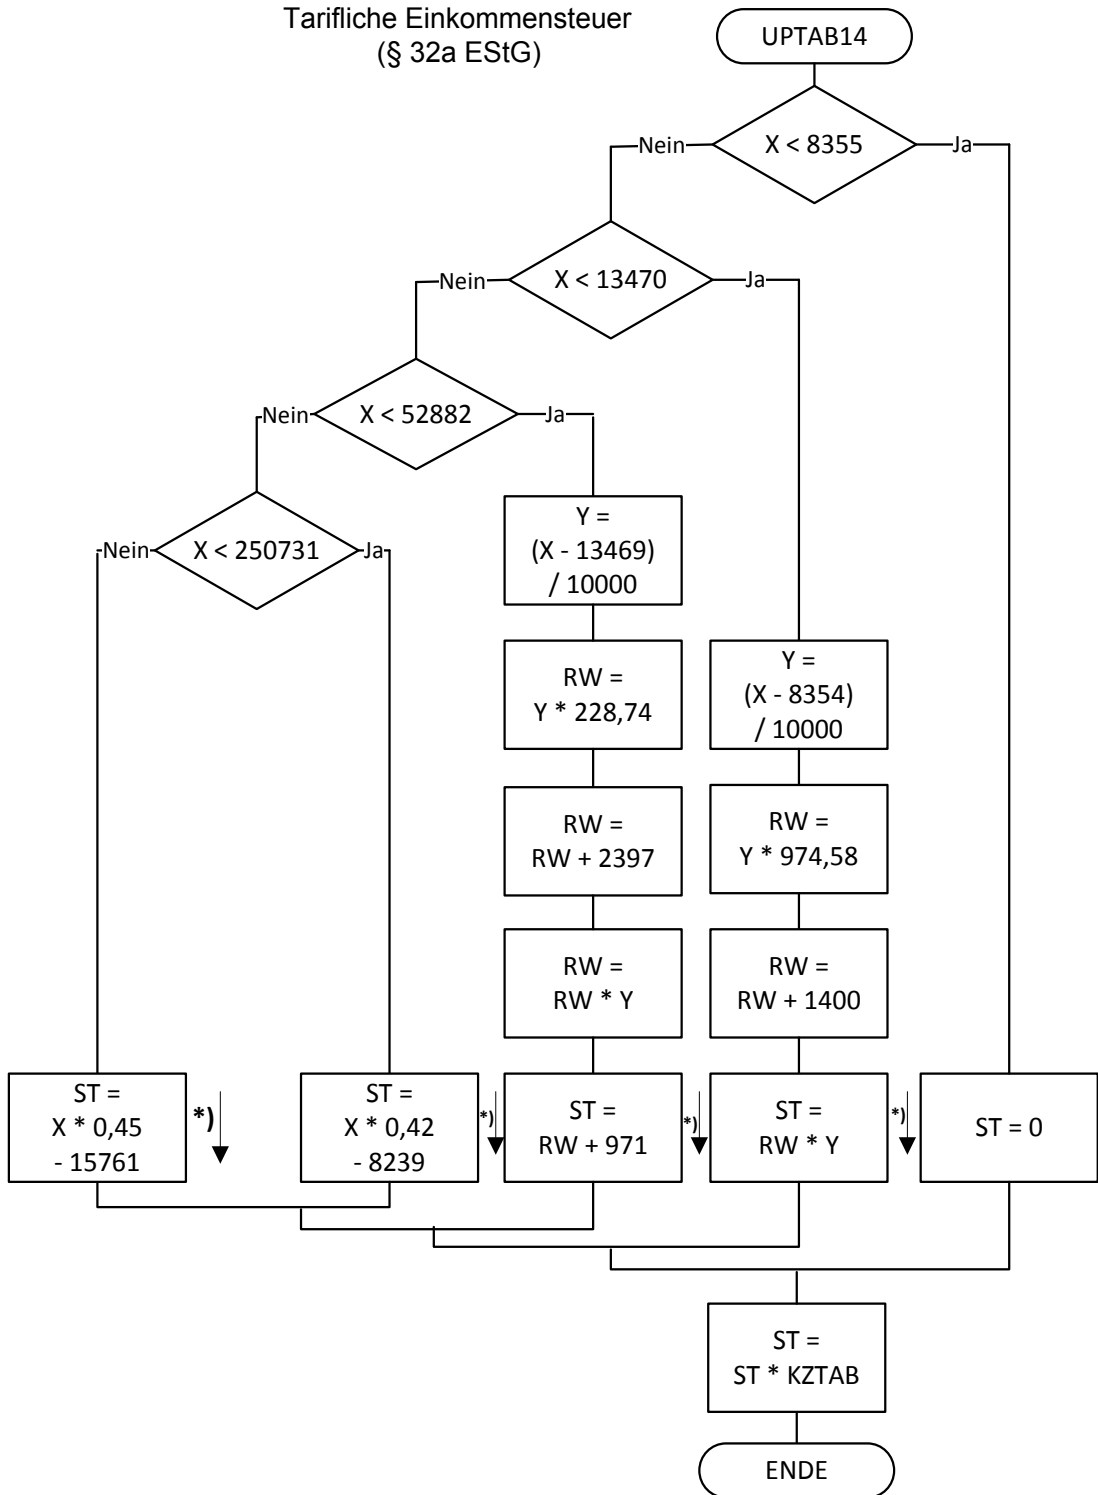 Tarifliche Einkommensteuer
(§ 32a EStG)
UPTAB14
X < 8355
Nein
Ja
X < 13470
Nein
Ja
X < 52882
Nein
Ja
X < 250731
Nein
Ja
Y =
(X - 13469)
/ 10000
RW =
Y * 228,74
Y =
(X - 8354)
/ 10000
RW =
RW + 2397
RW =
Y * 974,58
RW =
RW * Y
RW =
RW + 1400
ST =
X * 0,45
- 15761
*)
ST =
X * 0,42
- 8239
*)
ST =
RW + 971
*)
ST =
RW * Y
*)
ST = 0
ST =
ST * KZTAB
ENDE